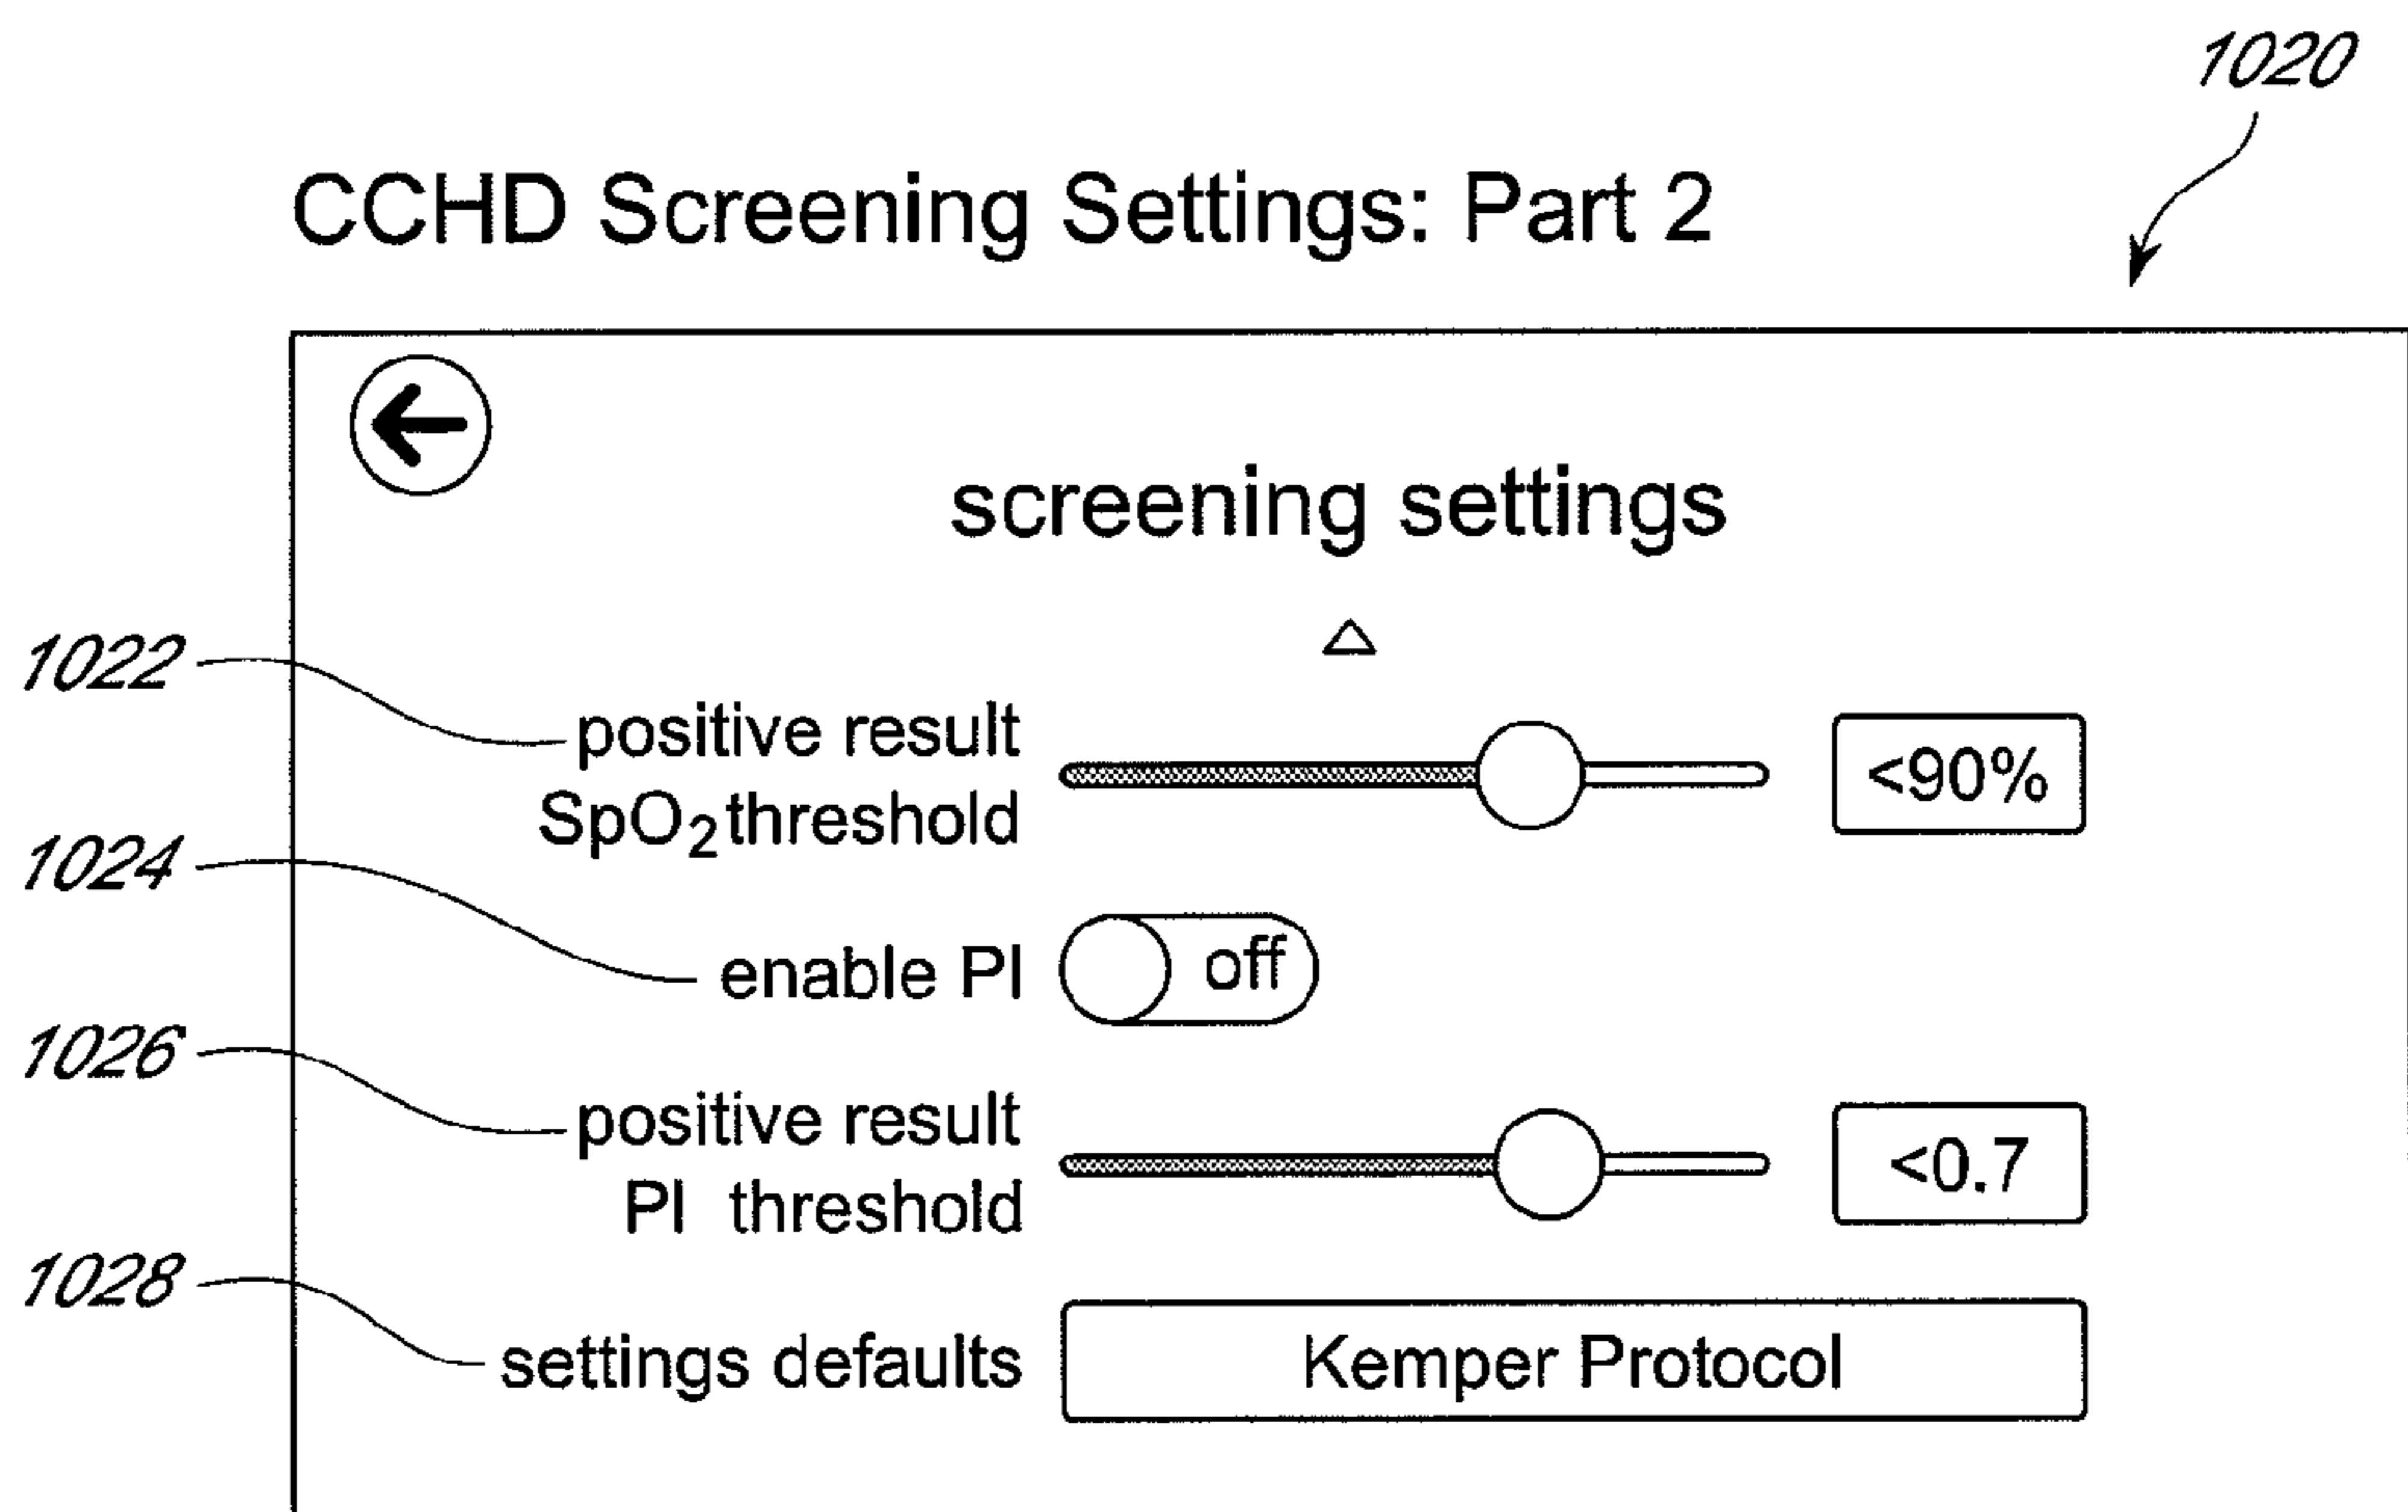 1020
CCHD Screening Settings: Part 2
screening settings
1022
positive result
SpO₂ threshold
<90%
1024
enable PI
off
1026
positive result
PI threshold
<0.7
1028
settings defaults
Kemper Protocol